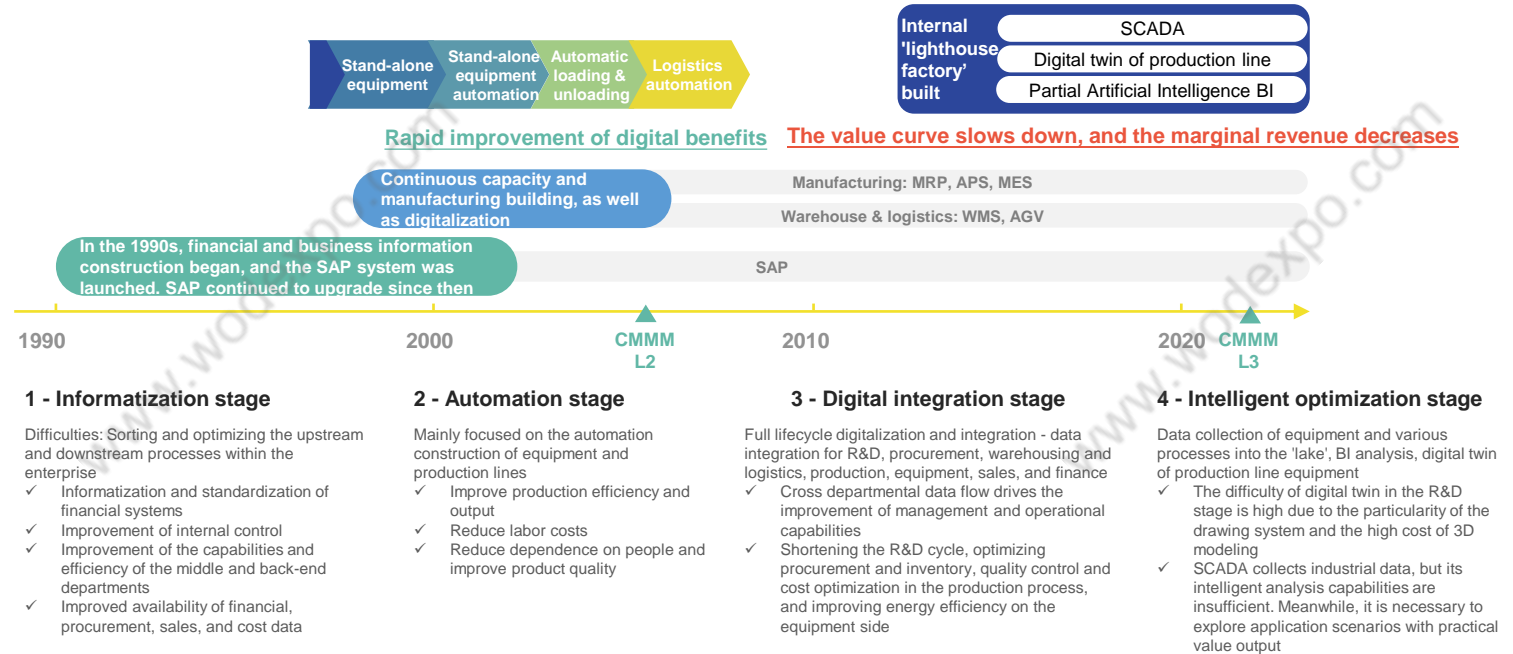 Stand-alone
equipment
Stand-alone
equipment
automation
Automatic
loading &
unloading
Logistics
automation
Internal
'lighthouse
factory’
built
SCADA
Digital twin of production line
Partial Artificial Intelligence BI
Rapid improvement of digital benefits
The value curve slows down, and the marginal revenue decreases
Continuous capacity and
manufacturing building, as well
as digitalization
Manufacturing: MRP, APS, MES
Warehouse & logistics: WMS, AGV
In the 1990s, financial and business information
construction began, and the SAP system was
launched. SAP continued to upgrade since then
SAP
1990
2000
CMMM
L2
2010
2020
CMMM
L3
1 - Informatization stage
Difficulties: Sorting and optimizing the upstream
and downstream processes within the
enterprise
✓ Informatization and standardization of
financial systems
✓ Improvement of internal control
✓ Improvement of the capabilities and
efficiency of the middle and back-end
departments
✓ Improved availability of financial,
procurement, sales, and cost data
2 - Automation stage
Mainly focused on the automation
construction of equipment and
production lines
✓ Improve production efficiency and
output
✓ Reduce labor costs
✓ Reduce dependence on people and
improve product quality
3 - Digital integration stage
Full lifecycle digitalization and integration - data
integration for R&D, procurement, warehousing and
logistics, production, equipment, sales, and finance
✓ Cross departmental data flow drives the
improvement of management and operational
capabilities
✓ Shortening the R&D cycle, optimizing
procurement and inventory, quality control and
cost optimization in the production process,
and improving energy efficiency on the
equipment side
4 - Intelligent optimization stage
Data collection of equipment and various
processes into the 'lake', BI analysis, digital twin
of production line equipment
✓ The difficulty of digital twin in the R&D
stage is high due to the particularity of the
drawing system and the high cost of 3D
modeling
✓ SCADA collects industrial data, but its
intelligent analysis capabilities are
insufficient. Meanwhile, it is necessary to
explore application scenarios with practical
value output
www.wodexpo.com
www.wodexpo.com